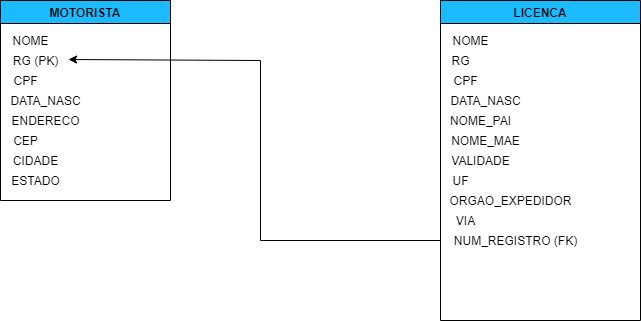 MOTORISTA
NOME
RG (PK)
CPF
DATA_NASC
ENDERECO
CEP
CIDADE
ESTADO
LICENCA
NOME
RG
CPF
DATA_NASC
NOME_PAI
NOME_MAE
VALIDADE
UF
ORGAO_EXPEDIDOR
VIA
NUM_REGISTRO (FK)